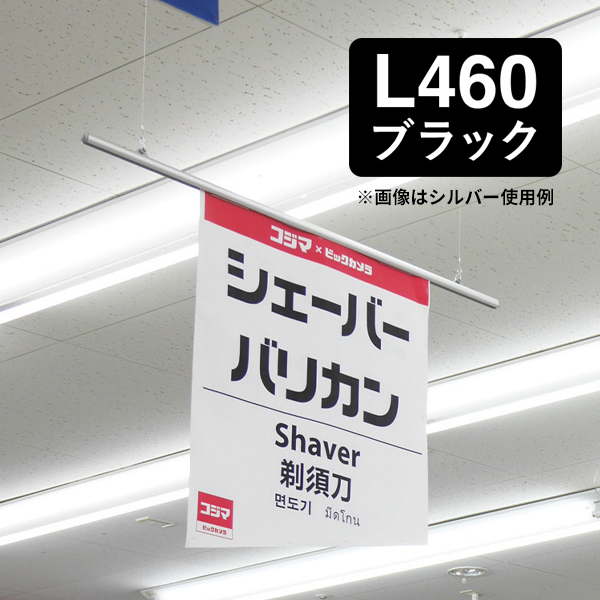 L460
ブラック
※画像はシルバー使用例
コジマ×ビックカメラ
シェーバー
バリカン
Shaver
剃須刀
면도기 มีดโกน
コジマ
ビックカメラ